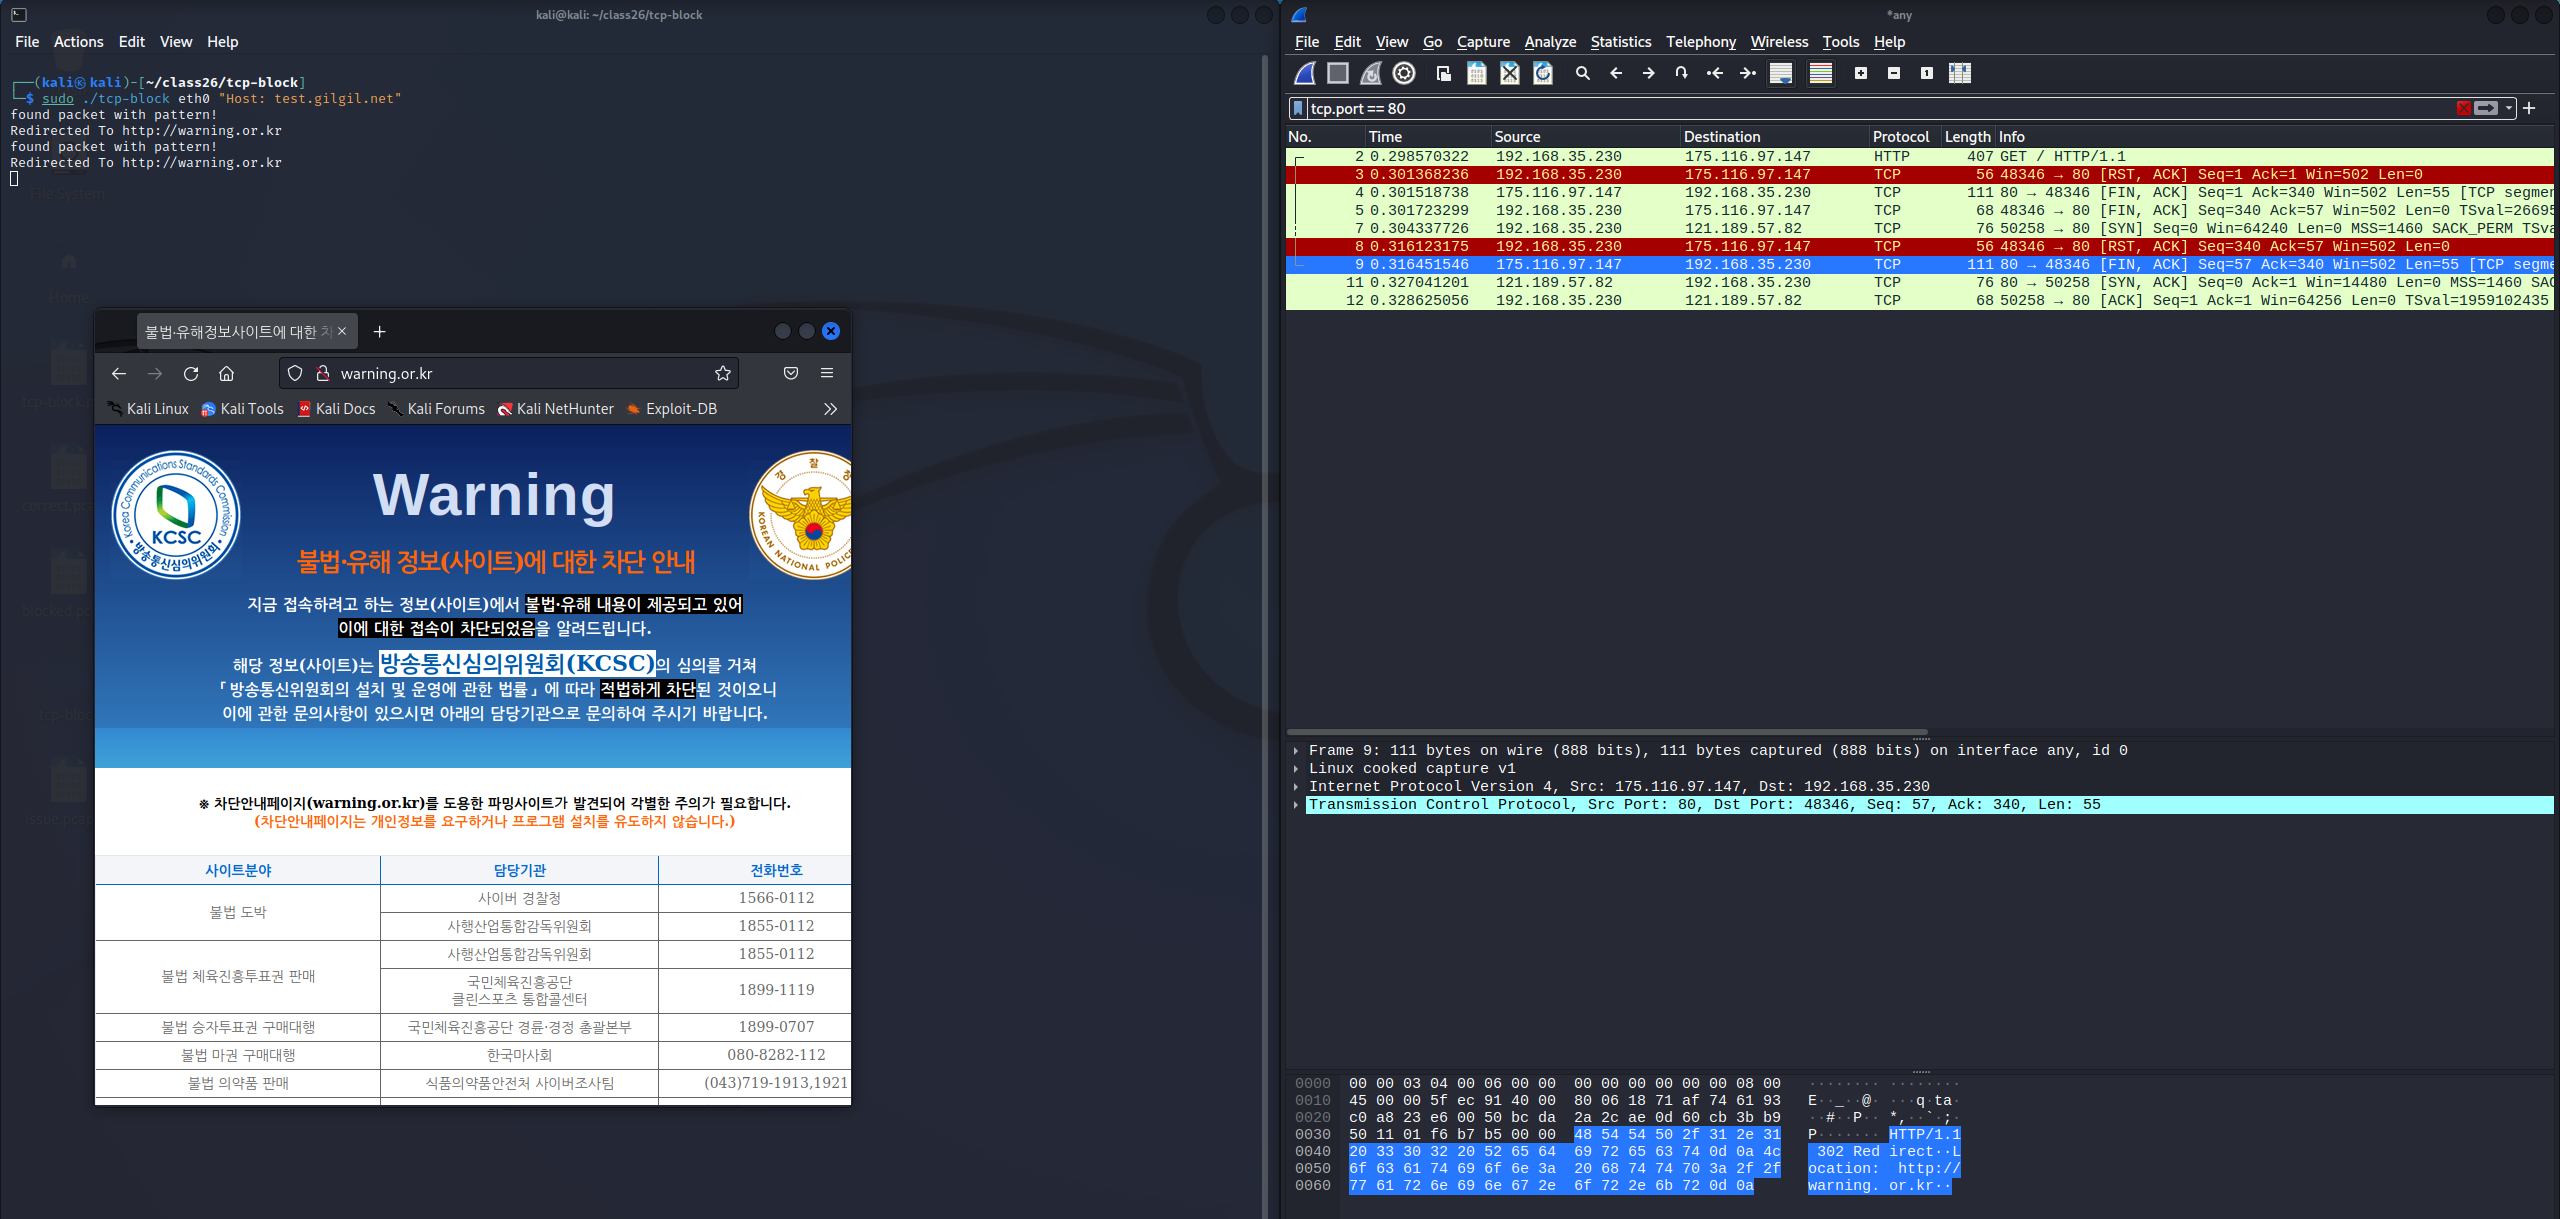 kali@kali: ~/class26/tcp-block
File Actions Edit View Help
┌──(kali㉿kali)-[~/class26/tcp-block]
└─$ sudo ./tcp-block eth0 "Host: test.gilgil.net"
found packet with pattern!
Redirected To http://warning.or.kr
found packet with pattern!
Redirected To http://warning.or.kr
File System
Home
불법·유해정보사이트에 대한 차
warning.or.kr
Kali Linux Kali Tools Kali Docs Kali Forums Kali NetHunter Exploit-DB
Korea Communications Standards Commission
KCSC
방송통신심의위원회
Warning
경찰
KOREAN NATIONAL POLICE
불법·유해 정보(사이트)에 대한 차단 안내
지금 접속하려고 하는 정보(사이트)에서 불법·유해 내용이 제공되고 있어
이에 대한 접속이 차단되었음을 알려드립니다.
해당 정보(사이트)는 방송통신심의위원회(KCSC)의 심의를 거쳐
「방송통신위원회의 설치 및 운영에 관한 법률」에 따라 적법하게 차단된 것이오니
이에 관한 문의사항이 있으시면 아래의 담당기관으로 문의하여 주시기 바랍니다.
※ 차단안내페이지(warning.or.kr)를 도용한 파밍사이트가 발견되어 각별한 주의가 필요합니다.
(차단안내페이지는 개인정보를 요구하거나 프로그램 설치를 유도하지 않습니다.)
사이트분야 담당기관 전화번호
불법 도박 사이버 경찰청 1566-0112
사행산업통합감독위원회 1855-0112
불법 체육진흥투표권 판매 사행산업통합감독위원회 1855-0112
국민체육진흥공단
클린스포츠 통합콜센터 1899-1119
불법 승자투표권 구매대행 국민체육진흥공단 경륜·경정 총괄본부 1899-0707
불법 마권 구매대행 한국마사회 080-8282-112
불법 의약품 판매 식품의약품안전처 사이버조사팀 (043)719-1913,1921
*any
File Edit View Go Capture Analyze Statistics Telephony Wireless Tools Help
tcp.port == 80
No. Time Source Destination Protocol Length Info
2 0.298570322 192.168.35.230 175.116.97.147 HTTP 407 GET / HTTP/1.1
3 0.301368236 192.168.35.230 175.116.97.147 TCP 56 48346 → 80 [RST, ACK] Seq=1 Ack=1 Win=502 Len=0
4 0.301518738 175.116.97.147 192.168.35.230 TCP 111 80 → 48346 [FIN, ACK] Seq=1 Ack=340 Win=502 Len=55 [TCP segmen
5 0.301723299 192.168.35.230 175.116.97.147 TCP 68 48346 → 80 [FIN, ACK] Seq=340 Ack=57 Win=502 Len=0 TSval=26695
7 0.304337726 192.168.35.230 121.189.57.82 TCP 76 50258 → 80 [SYN] Seq=0 Win=64240 Len=0 MSS=1460 SACK_PERM TSva
8 0.316123175 192.168.35.230 175.116.97.147 TCP 56 48346 → 80 [RST, ACK] Seq=340 Ack=57 Win=502 Len=0
9 0.316451546 175.116.97.147 192.168.35.230 TCP 111 80 → 48346 [FIN, ACK] Seq=57 Ack=340 Win=502 Len=55 [TCP segme
11 0.327041201 121.189.57.82 192.168.35.230 TCP 76 80 → 50258 [SYN, ACK] Seq=0 Ack=1 Win=14480 Len=0 MSS=1460 SAC
12 0.328625056 192.168.35.230 121.189.57.82 TCP 68 50258 → 80 [ACK] Seq=1 Ack=1 Win=64256 Len=0 TSval=1959102435
Frame 9: 111 bytes on wire (888 bits), 111 bytes captured (888 bits) on interface any, id 0
Linux cooked capture v1
Internet Protocol Version 4, Src: 175.116.97.147, Dst: 192.168.35.230
Transmission Control Protocol, Src Port: 80, Dst Port: 48346, Seq: 57, Ack: 340, Len: 55
0000 00 00 03 04 00 06 00 00 00 00 00 00 00 00 08 00 ········ ········
0010 45 00 00 5f ec 91 40 00 80 06 18 71 af 74 61 93 E··_··@· ···q·ta·
0020 c0 a8 23 e6 00 50 bc da 2a 2c ae 0d 60 cb 3b b9 ··#··P·· *,··`·;·
0030 50 11 01 f6 b7 b5 00 00 48 54 54 50 2f 31 2e 31 P······· HTTP/1.1
0040 20 33 30 32 20 52 65 64 69 72 65 63 74 0d 0a 4c  302 Red irect··L
0050 6f 63 61 74 69 6f 6e 3a 20 68 74 74 70 3a 2f 2f ocation:  http://
0060 77 61 72 6e 69 6e 67 2e 6f 72 2e 6b 72 0d 0a warning. or.kr··